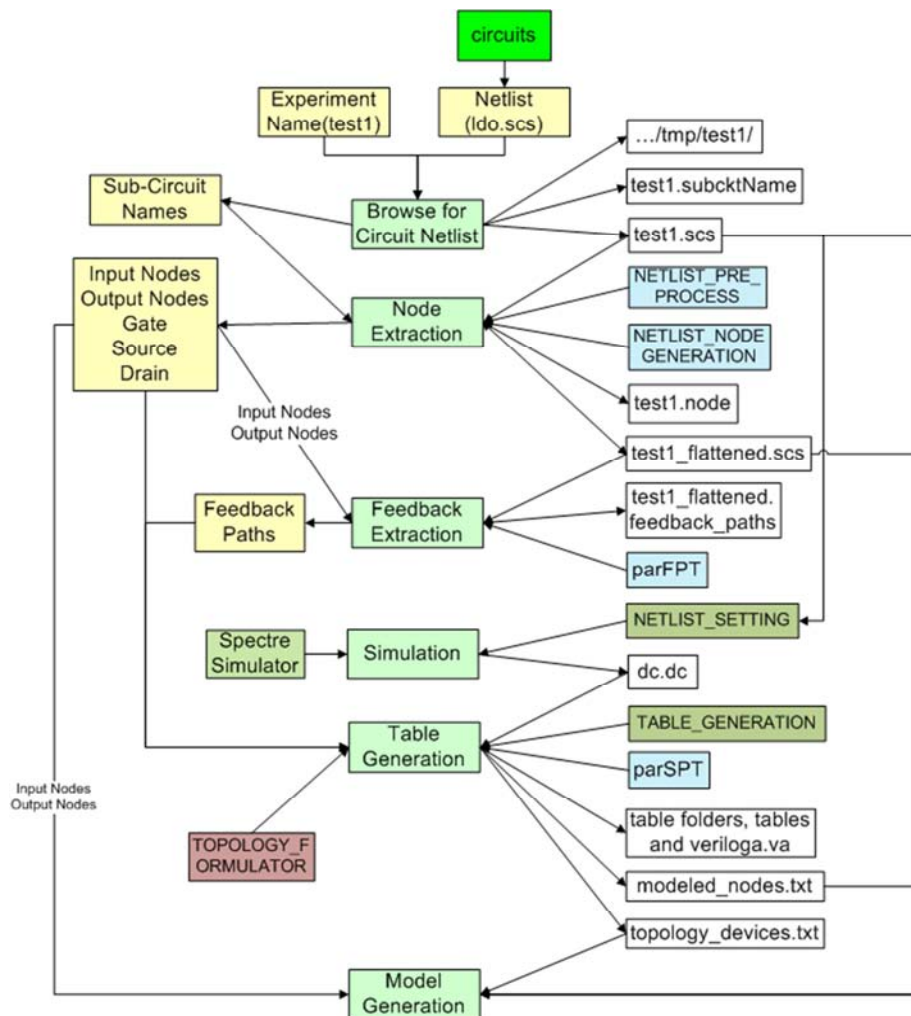 circuits
Experiment
Name(test1)
Netlist
(ldo.scs)
.../tmp/test1/
Sub-Circuit
Names
Browse for
Circuit Netlist
test1.subcktName
test1.scs
Input Nodes
Output Nodes
Gate
Source
Drain
Node
Extraction
NETLIST_PRE_
PROCESS
NETLIST_NODE
GENERATION
test1.node
Input Nodes
Output Nodes
test1_flattened.scs
Feedback
Paths
Feedback
Extraction
test1_flattened.
feedback_paths
parFPT
NETLIST_SETTING
Spectre
Simulator
Simulation
dc.dc
Table
Generation
TABLE_GENERATION
parSPT
Input Nodes
Output Nodes
TOPOLOGY_F
ORMULATOR
table folders, tables
and veriloga.va
modeled_nodes.txt
topology_devices.txt
Model
Generation